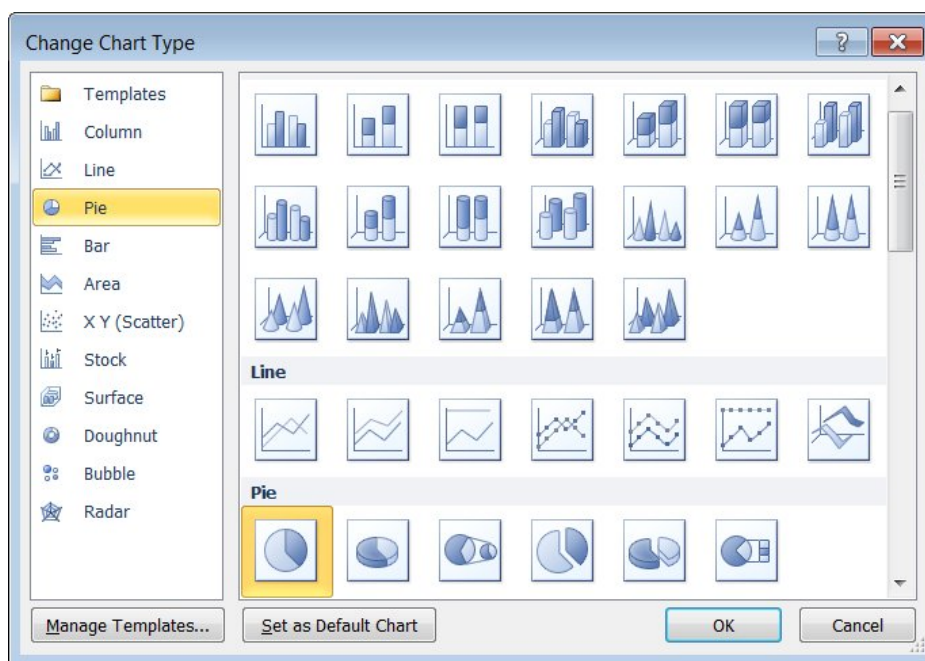 Change Chart Type
Templates
Column
Line
Pie
Bar
Area
X Y (Scatter)
Stock
Surface
Doughnut
Bubble
Radar
Line
Pie
Manage Templates...
Set as Default Chart
OK
Cancel